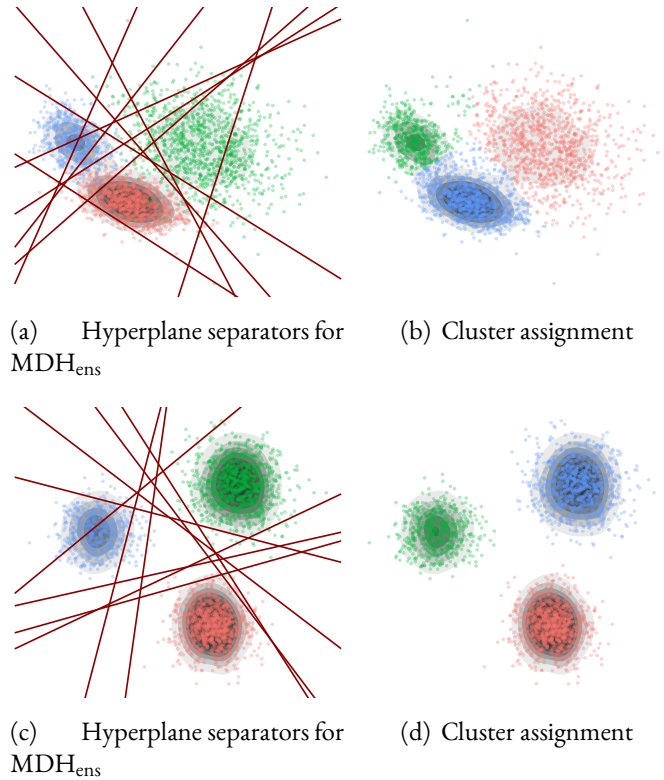 (a) Hyperplane separators for
MDHens
(b) Cluster assignment
(c) Hyperplane separators for
MDHens
(d) Cluster assignment